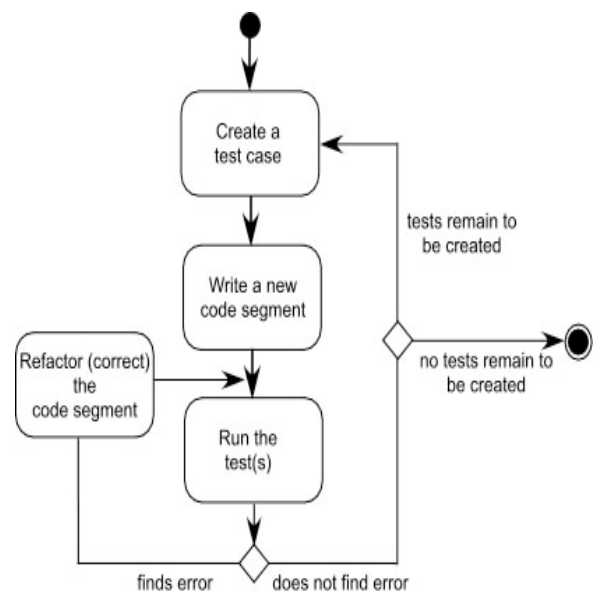 Create a
test case
tests remain to
be created
Write a new
code segment
no tests remain to
be created
Refactor (correct)
the
code segment
Run the
test(s)
finds error
does not find error